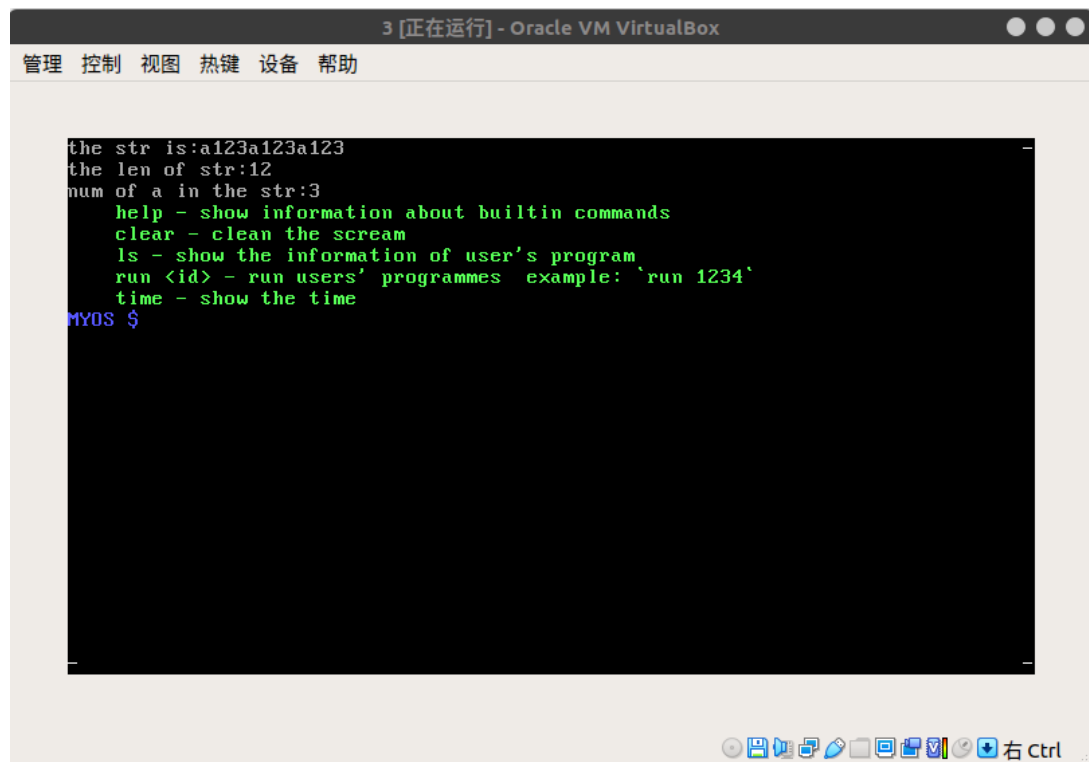 3 [正在运行] - Oracle VM VirtualBox
管理 控制 视图 热键 设备 帮助
the str is:a123a123a123
the len of str:12
num of a in the str:3
help - show information about builtin commands
clear - clean the scream
ls - show the information of user's program
run <id> - run users' programmes  example: `run 1234`
time - show the time
MYOS $
右 Ctrl